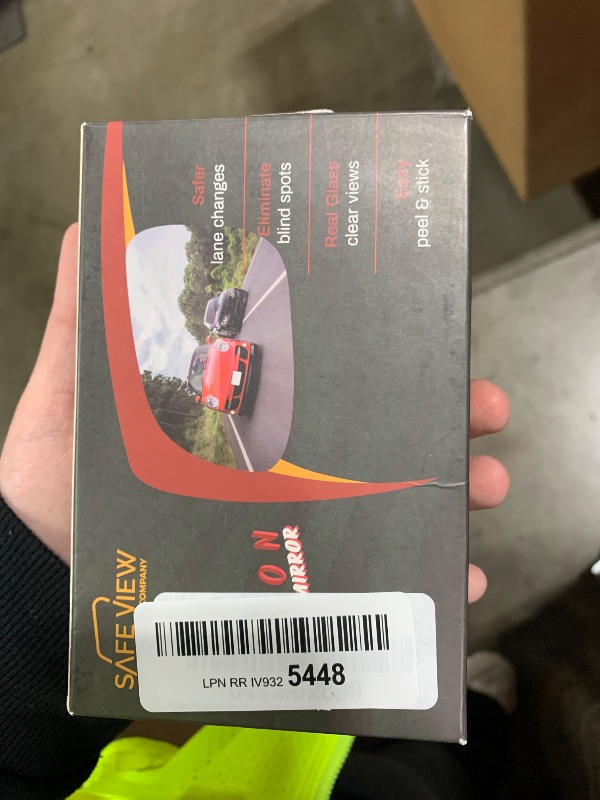 Safer
lane changes
Eliminate
blind spots
Real Glass
clear views
Easy
peel & stick
SAFE VIEW
COMPANY
ON
MIRROR
LPN RR IV932 5448